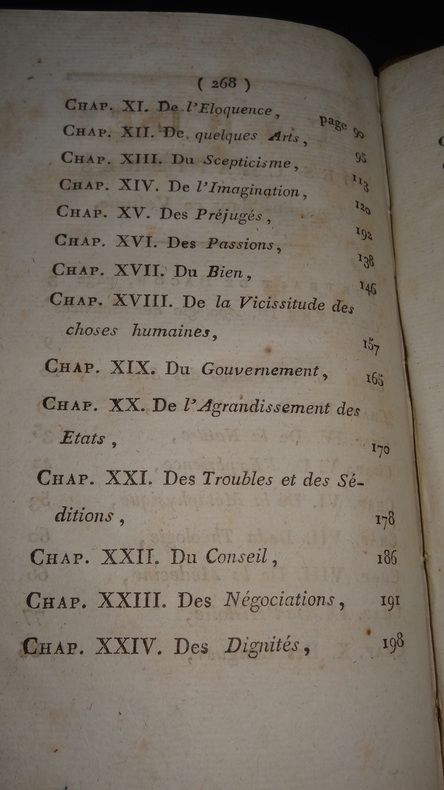 ( 268 )
CHAP. XI. De l'Eloquence, page 90
CHAP. XII. De quelques Arts, 95
CHAP. XIII. Du Scepticisme, 113
CHAP. XIV. De l'Imagination, 120
CHAP. XV. Des Préjugés, 192
CHAP. XVI. Des Passions, 138
CHAP. XVII. Du Bien, 146
CHAP. XVIII. De la Vicissitude des
choses humaines, 157
CHAP. XIX. Du Gouvernement, 165
CHAP. XX. De l'Agrandissement des
Etats, 170
CHAP. XXI. Des Troubles et des Sé-
ditions, 178
CHAP. XXII. Du Conseil, 186
CHAP. XXIII. Des Négociations, 191
CHAP. XXIV. Des Dignités, 198